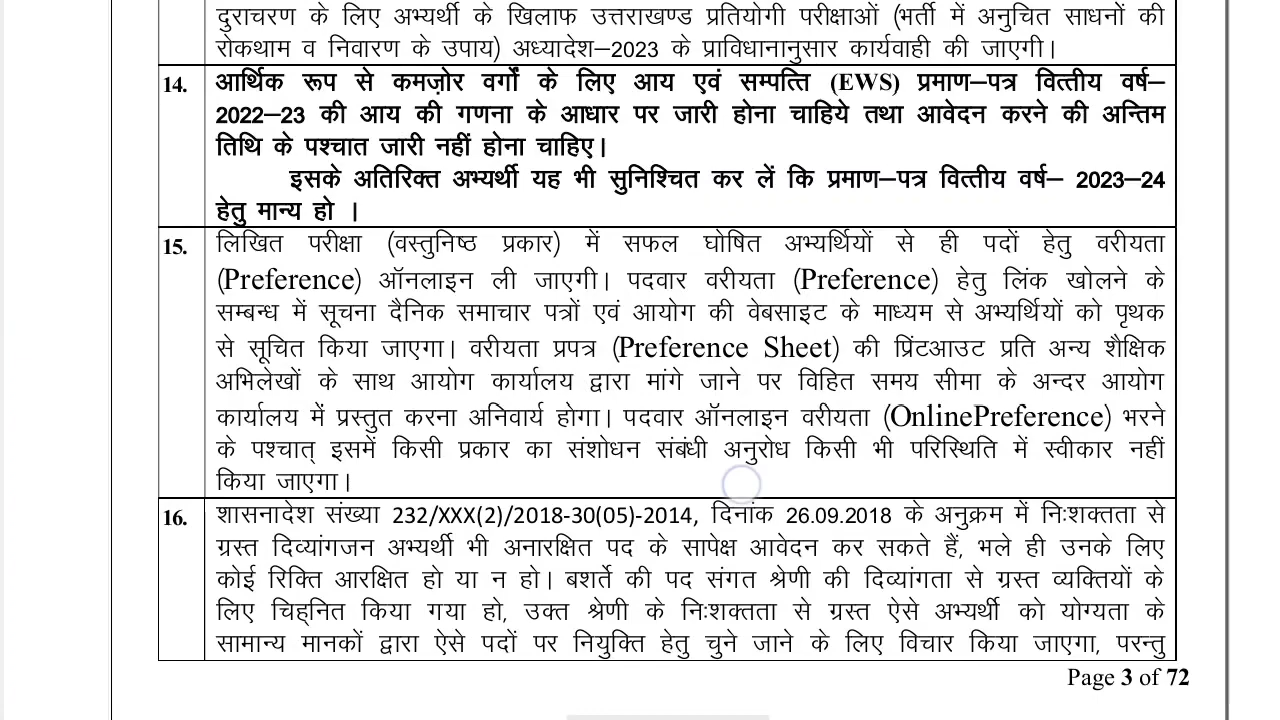 दुराचरण के लिए अभ्यर्थी के खिलाफ उत्तराखण्ड प्रतियोगी परीक्षाओं (भर्ती में अनुचित साधनों की
रोकथाम व निवारण के उपाय) अध्यादेश–2023 के प्राविधानानुसार कार्यवाही की जाएगी।
14. आर्थिक रूप से कमज़ोर वर्गों के लिए आय एवं सम्पत्ति (EWS) प्रमाण–पत्र वित्तीय वर्ष–
2022–23 की आय की गणना के आधार पर जारी होना चाहिये तथा आवेदन करने की अन्तिम
तिथि के पश्चात जारी नहीं होना चाहिए।
इसके अतिरिक्त अभ्यर्थी यह भी सुनिश्चित कर लें कि प्रमाण–पत्र वित्तीय वर्ष– 2023–24
हेतु मान्य हो ।
15. लिखित परीक्षा (वस्तुनिष्ठ प्रकार) में सफल घोषित अभ्यर्थियों से ही पदों हेतु वरीयता
(Preference) ऑनलाइन ली जाएगी। पदवार वरीयता (Preference) हेतु लिंक खोलने के
सम्बन्ध में सूचना दैनिक समाचार पत्रों एवं आयोग की वेबसाइट के माध्यम से अभ्यर्थियों को पृथक
से सूचित किया जाएगा। वरीयता प्रपत्र (Preference Sheet) की प्रिंटआउट प्रति अन्य शैक्षिक
अभिलेखों के साथ आयोग कार्यालय द्वारा मांगे जाने पर विहित समय सीमा के अन्दर आयोग
कार्यालय में प्रस्तुत करना अनिवार्य होगा। पदवार ऑनलाइन वरीयता (OnlinePreference) भरने
के पश्चात् इसमें किसी प्रकार का संशोधन संबंधी अनुरोध किसी भी परिस्थिति में स्वीकार नहीं
किया जाएगा।
16. शासनादेश संख्या 232/XXX(2)/2018-30(05)-2014, दिनांक 26.09.2018 के अनुक्रम में निःशक्तता से
ग्रस्त दिव्यांगजन अभ्यर्थी भी अनारक्षित पद के सापेक्ष आवेदन कर सकते हैं, भले ही उनके लिए
कोई रिक्ति आरक्षित हो या न हो। बशर्ते की पद संगत श्रेणी की दिव्यांगता से ग्रस्त व्यक्तियों के
लिए चिह्नित किया गया हो, उक्त श्रेणी के निःशक्तता से ग्रस्त ऐसे अभ्यर्थी को योग्यता के
सामान्य मानकों द्वारा ऐसे पदों पर नियुक्ति हेतु चुने जाने के लिए विचार किया जाएगा, परन्तु
Page 3 of 72